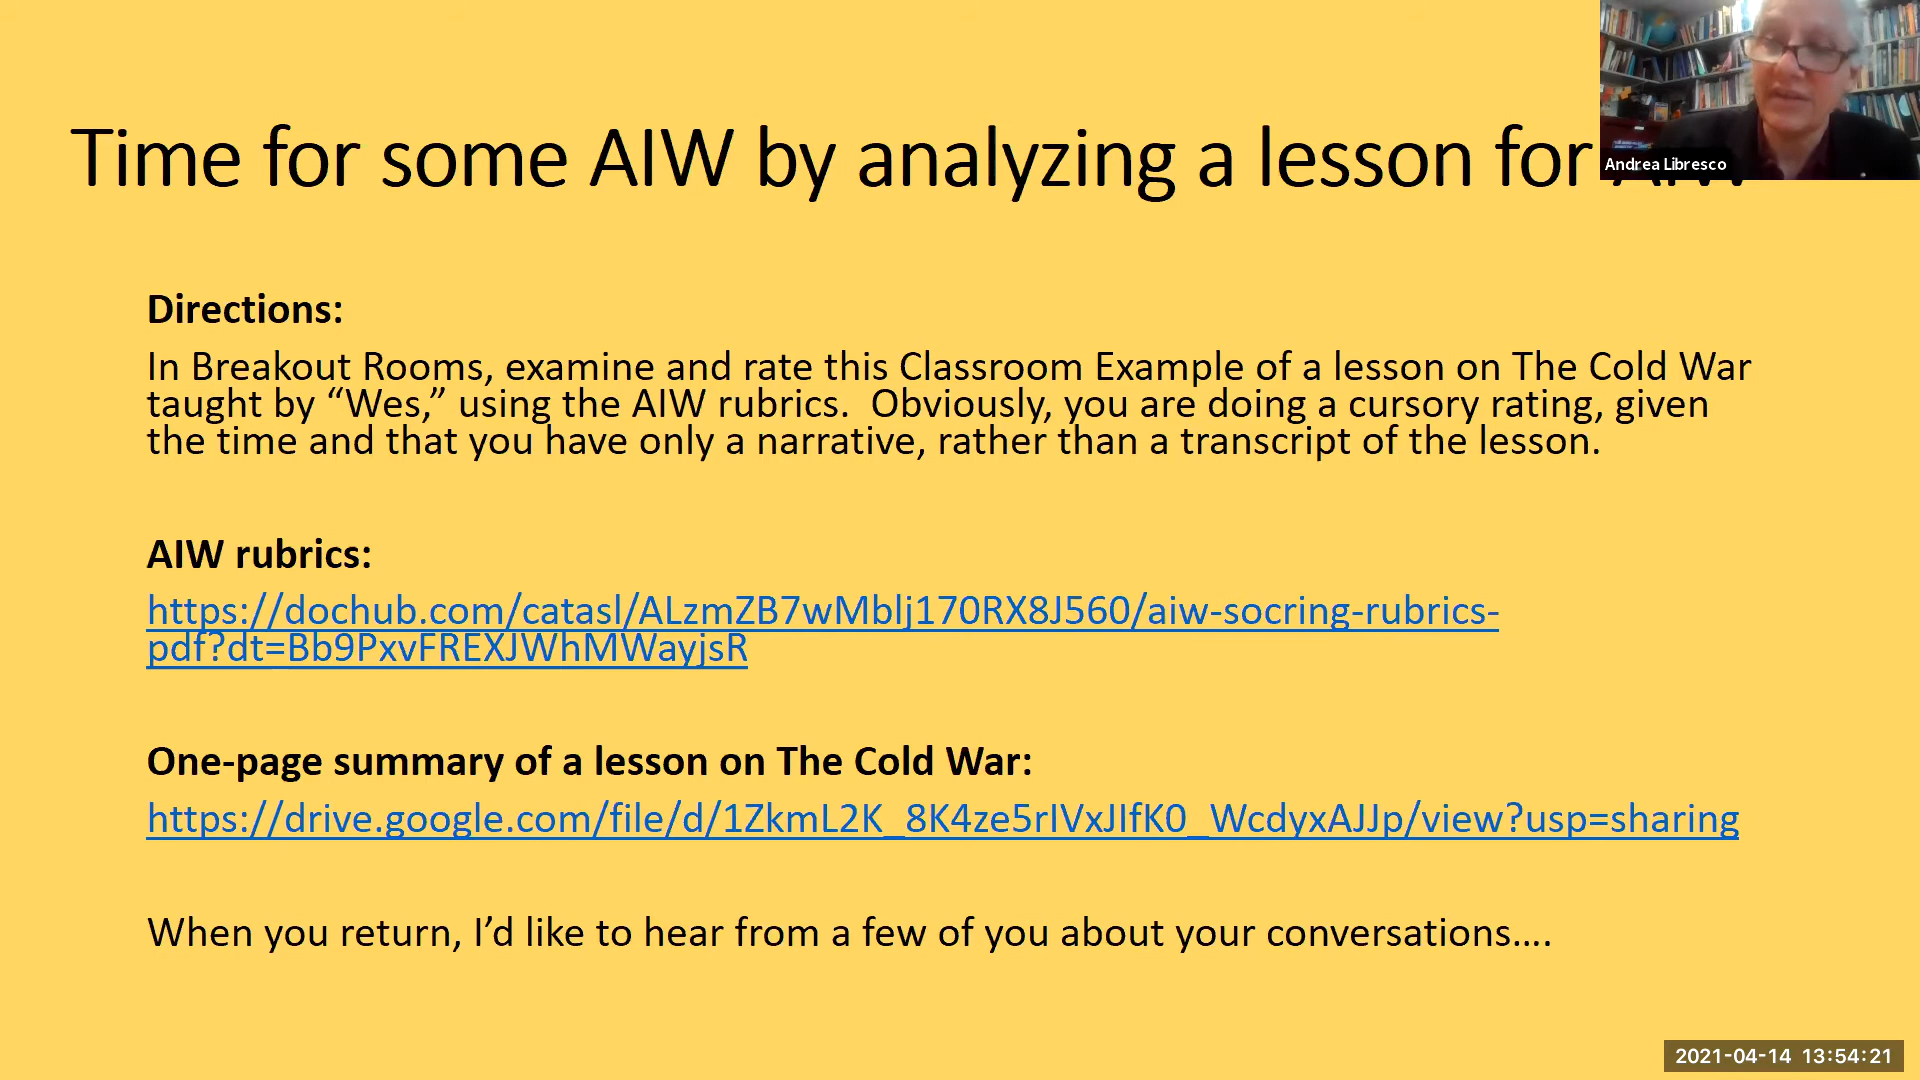 Time for some AIW by analyzing a lesson for
Andrea Libresco
Directions:
In Breakout Rooms, examine and rate this Classroom Example of a lesson on The Cold War
taught by “Wes,” using the AIW rubrics.  Obviously, you are doing a cursory rating, given
the time and that you have only a narrative, rather than a transcript of the lesson.
AIW rubrics:
https://dochub.com/catasl/ALzmZB7wMblj170RX8J560/aiw-socring-rubrics-
pdf?dt=Bb9PxvFREXJWhMWayjsR
One-page summary of a lesson on The Cold War:
https://drive.google.com/file/d/1ZkmL2K_8K4ze5rIVxJIfK0_WcdyxAJJp/view?usp=sharing
When you return, I’d like to hear from a few of you about your conversations….
2021-04-14 13:54:21